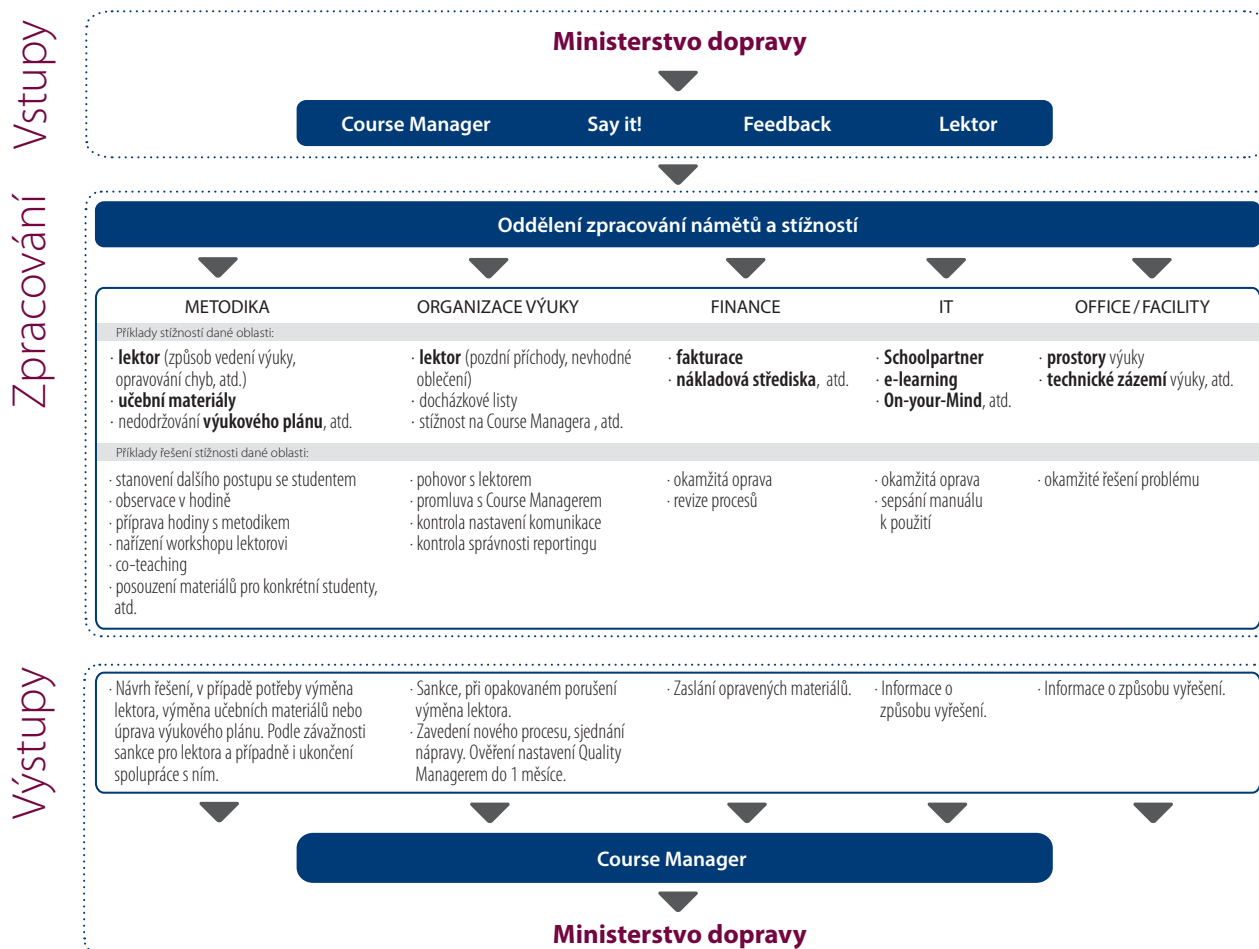 Vstupy
Ministerstvo dopravy
Course Manager Say it! Feedback Lektor
Zpracování
Oddělení zpracování námětů a stížností
METODIKA
ORGANIZACE VÝUKY
FINANCE
IT
OFFICE / FACILITY
Příklady stížností dané oblasti:
· lektor (způsob vedení výuky,
opravování chyb, atd.)
· učební materiály
· nedodržování výukového plánu, atd.
· lektor (pozdní příchody, nevhodné
oblečení)
· docházkové listy
· stížnost na Course Managera , atd.
· fakturace
· nákladová střediska, atd.
· Schoolpartner
· e-learning
· On-your-Mind, atd.
· prostory výuky
· technické zázemí výuky, atd.
Příklady řešení stížnosti dané oblasti:
· stanovení dalšího postupu se studentem
· observace v hodině
· příprava hodiny s metodikem
· nařízení workshopu lektorovi
· co-teaching
· posouzení materiálů pro konkrétní studenty,
atd.
· pohovor s lektorem
· promluva s Course Managerem
· kontrola nastavení komunikace
· kontrola správnosti reportingu
· okamžitá oprava
· revize procesů
· okamžitá oprava
· sepsání manuálu
k použití
· okamžité řešení problému
Výstupy
· Návrh řešení, v případě potřeby výměna
lektora, výměna učebních materiálů nebo
úprava výukového plánu. Podle závažnosti
sankce pro lektora a případně i ukončení
spolupráce s ním.
· Sankce, při opakovaném porušení
výměna lektora.
· Zavedení nového procesu, sjednání
nápravy. Ověření nastavení Quality
Managerem do 1 měsíce.
· Zaslání opravených materiálů.
· Informace o
způsobu vyřešení.
· Informace o způsobu vyřešení.
Course Manager
Ministerstvo dopravy